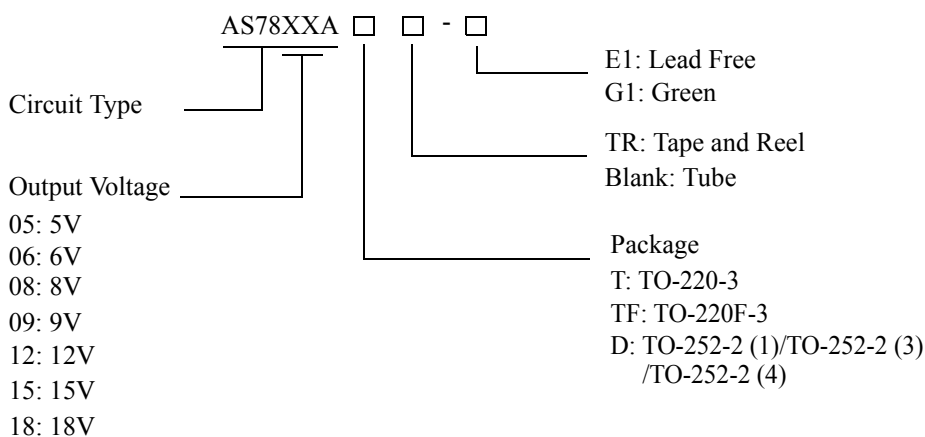 AS78XXA □ □ - □
E1: Lead Free
G1: Green
Circuit Type
TR: Tape and Reel
Blank: Tube
Output Voltage
05: 5V
06: 6V
08: 8V
09: 9V
12: 12V
15: 15V
18: 18V
Package
T: TO-220-3
TF: TO-220F-3
D: TO-252-2 (1)/TO-252-2 (3)
/TO-252-2 (4)